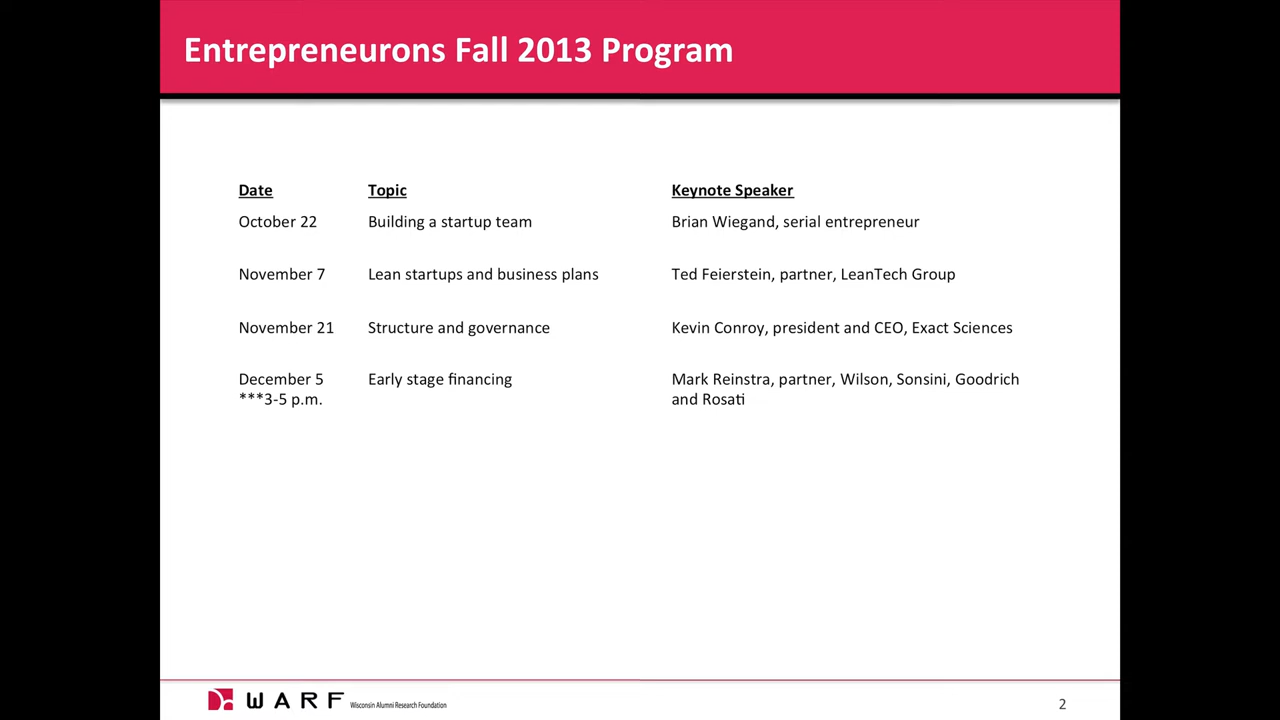 Entrepreneurons Fall 2013 Program
Date Topic Keynote Speaker
October 22 Building a startup team Brian Wiegand, serial entrepreneur
November 7 Lean startups and business plans Ted Feierstein, partner, LeanTech Group
November 21 Structure and governance Kevin Conroy, president and CEO, Exact Sciences
December 5 Early stage financing Mark Reinstra, partner, Wilson, Sonsini, Goodrich
***3-5 p.m. and Rosati
WARF Wisconsin Alumni Research Foundation 2